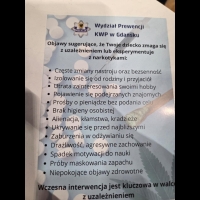 Wydział Prewencji
KWP w Gdańsku
Objawy sugerujące, że Twoje dziecko zmaga się
z uzależnieniem lub eksperymentuje
z narkotykami:
• Częste zmiany nastroju oraz bezsenność
• Izolowanie się od rodziny i przyjaciół
• Utrata zainteresowania swoimi hobby
• Pojawienie się podejrzanych znajomych
• Prośby o pieniądze bez podania celu
• Brak higieny osobistej
• Alienacja, kłamstwa, kradzieże
• Ukrywanie się przed najbliższymi
• Zaburzenia w odżywianiu się
• Drażliwość, agresywne zachowanie
• Spadek motywacji do nauki
• Próby maskowania zapachu
• Niepokojące objawy zdrowotne
Wczesna interwencja jest kluczowa w walce
z uzależnieniem